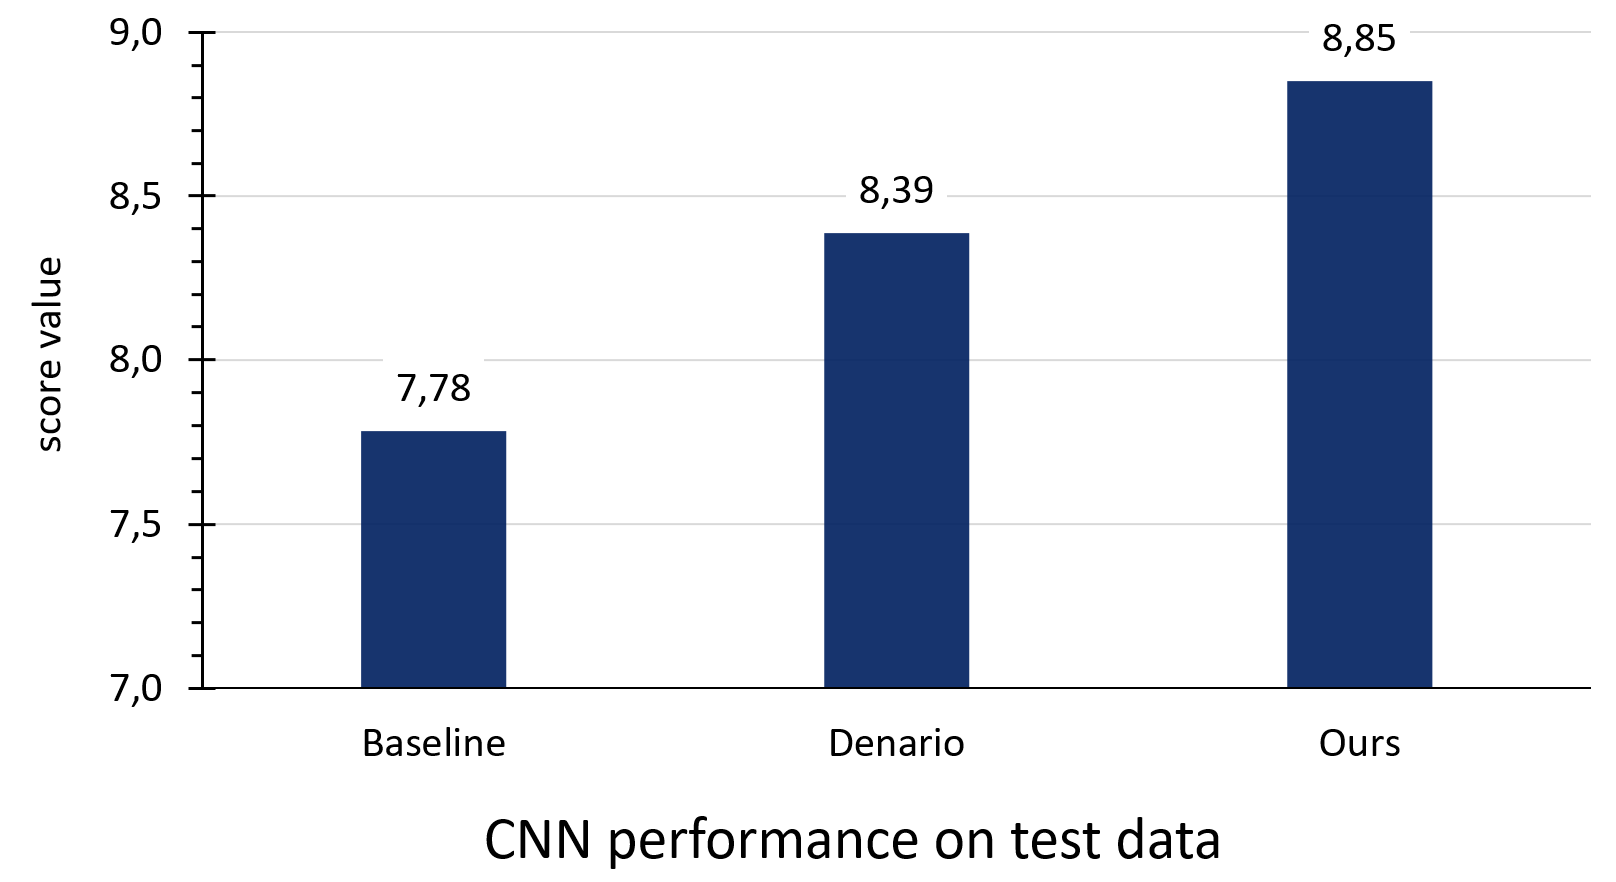 9,0
8,85
8,5
8,39
8,0
7,78
7,5
7,0
score value
Baseline
Denario
Ours
CNN performance on test data